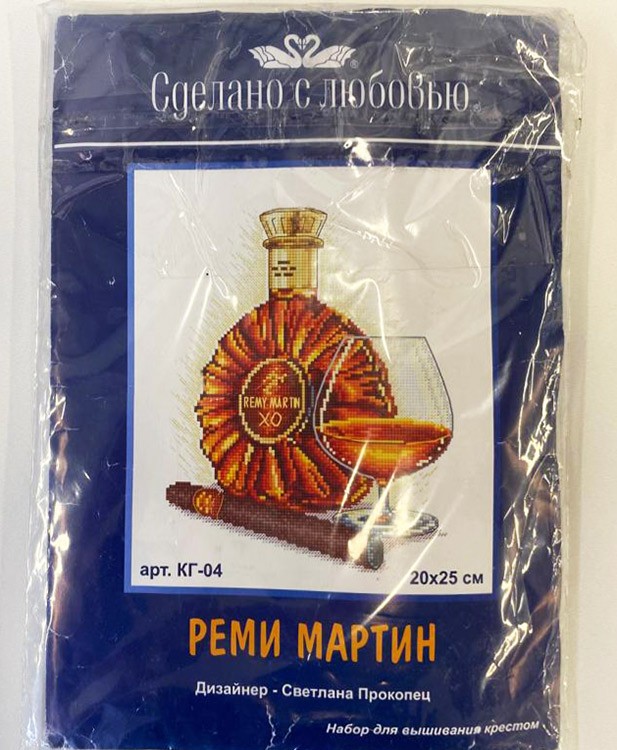 Сделано с любовью
REMY MARTIN
XO
арт. КГ-04
20х25 см
РЕМИ МАРТИН
Дизайнер - Светлана Прокопец
Набор для вышивания крестом